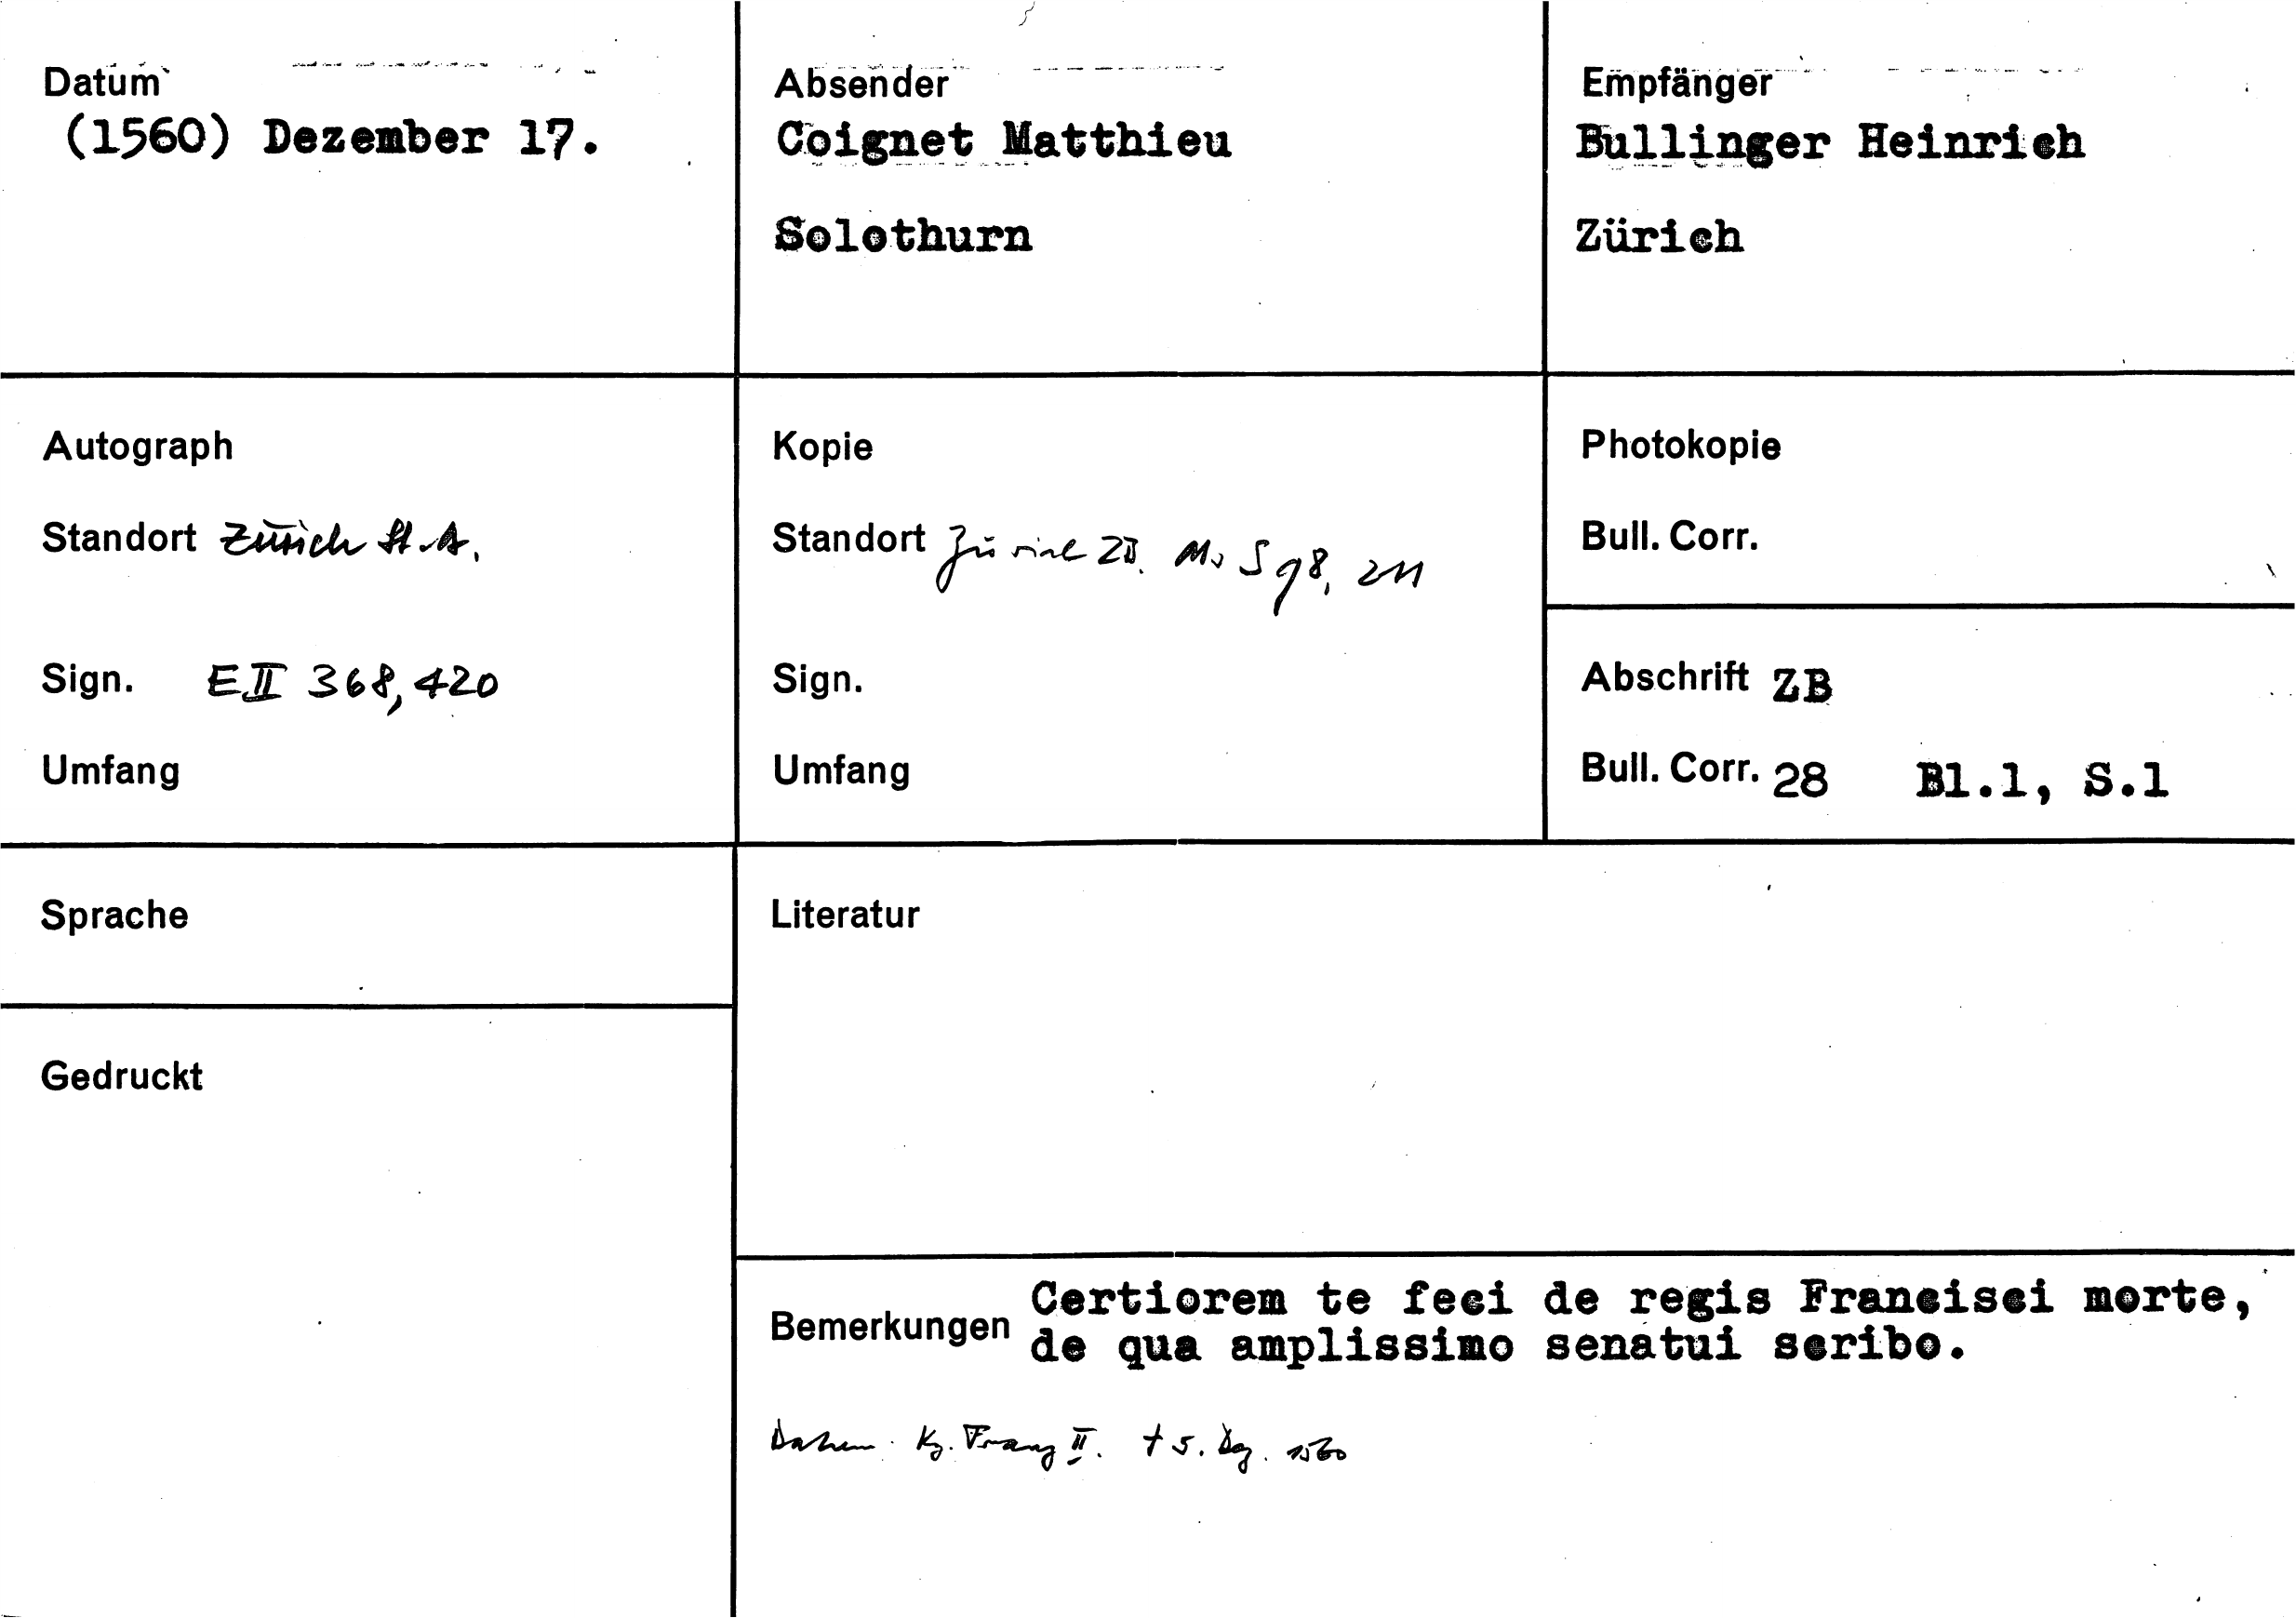 Datum
(1560) Dezember 17.
Absender
Coignet Matthieu
Solothurn
Empfänger
Bullinger Heinrich
Zürich
Autograph
Standort Zürich St.A.
Sign. E II 368, 420
Umfang
Kopie
Standort Zürich ZB. Ms S 98, 211
Sign.
Umfang
Photokopie
Bull. Corr.
Abschrift ZB
Bull. Corr. 28 Bl.1, S.1
Sprache
Gedruckt
Literatur
Bemerkungen
Certiorem te feci de regis Francisci morte,
de qua amplissimo senatui scribo.
Datum: Kg. Franz II. † 5. Dez. 1560